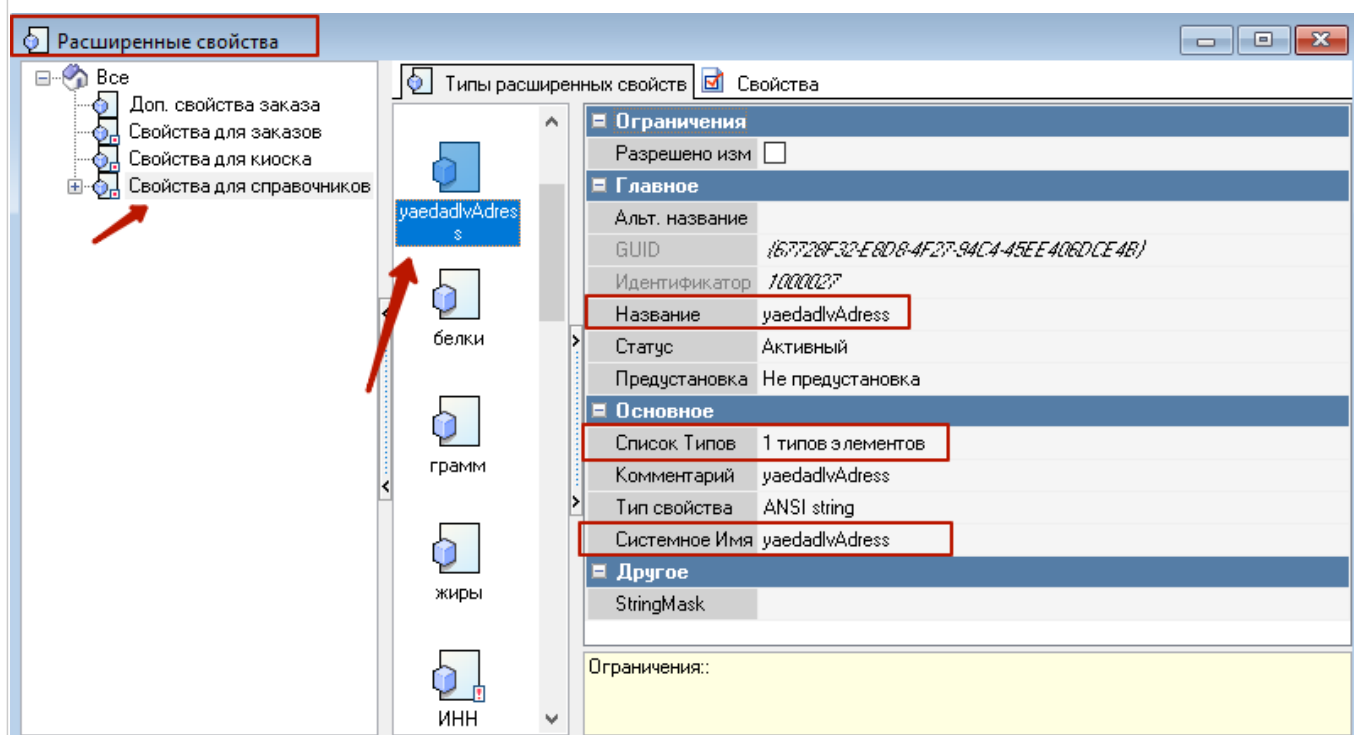 Расширенные свойства
Все
Доп. свойства заказа
Свойства для заказов
Свойства для киоска
Свойства для справочников
Типы расширенных свойств
Свойства
yaedadlvAdres
s
белки
грамм
жиры
ИНН
Ограничения
Разрешено изм
Главное
Альт. название
GUID {67728F32-E8D8-4F27-94C4-45EE406DCE4B}
Идентификатор 1000027
Название yaedadlvAdress
Статус Активный
Предустановка Не предустановка
Основное
Список Типов 1 типов элементов
Комментарий yaedadlvAdress
Тип свойства ANSI string
Системное Имя yaedadlvAdress
Другое
StringMask
Ограничения::